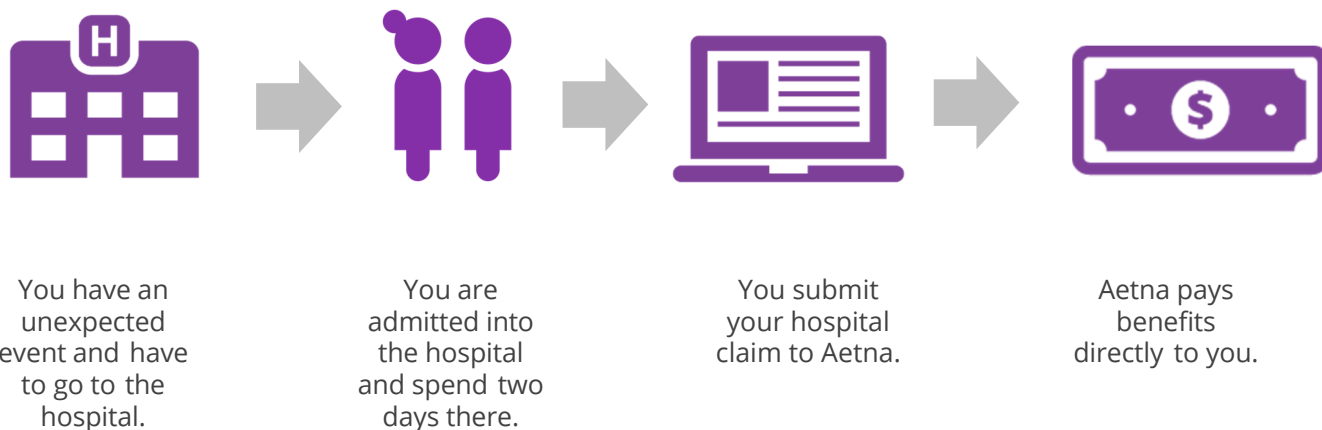 H
$
You have an
unexpected
event and have
to go to the
hospital.
You are
admitted into
the hospital
and spend two
days there.
You submit
your hospital
claim to Aetna.
Aetna pays
benefits
directly to you.